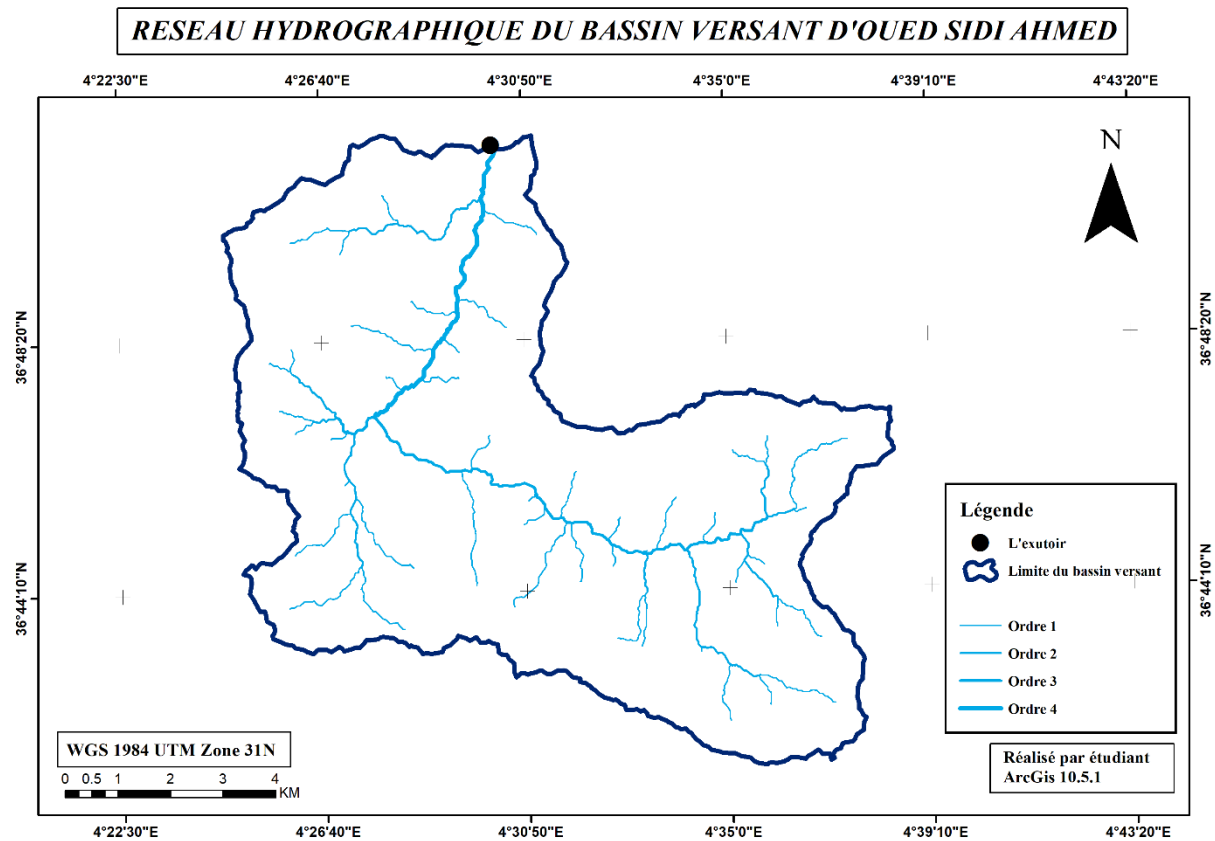 RESEAU HYDROGRAPHIQUE DU BASSIN VERSANT D'OUED SIDI AHMED
4°22'30"E 4°26'40"E 4°30'50"E 4°35'0"E 4°39'10"E 4°43'20"E
N
36°48'20"N 36°48'20"N
36°44'10"N 36°44'10"N
Légende
L'exutoir
Limite du bassin versant
Ordre 1
Ordre 2
Ordre 3
Ordre 4
WGS 1984 UTM Zone 31N
0 0.5 1 2 3 4
KM
Réalisé par étudiant
ArcGis 10.5.1
4°22'30"E 4°26'40"E 4°30'50"E 4°35'0"E 4°39'10"E 4°43'20"E